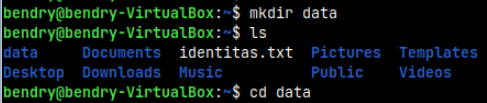 bendry@bendry-VirtualBox:~$ mkdir data
bendry@bendry-VirtualBox:~$ ls
data     Documents  identitas.txt  Pictures  Templates
Desktop  Downloads  Music          Public    Videos
bendry@bendry-VirtualBox:~$ cd data